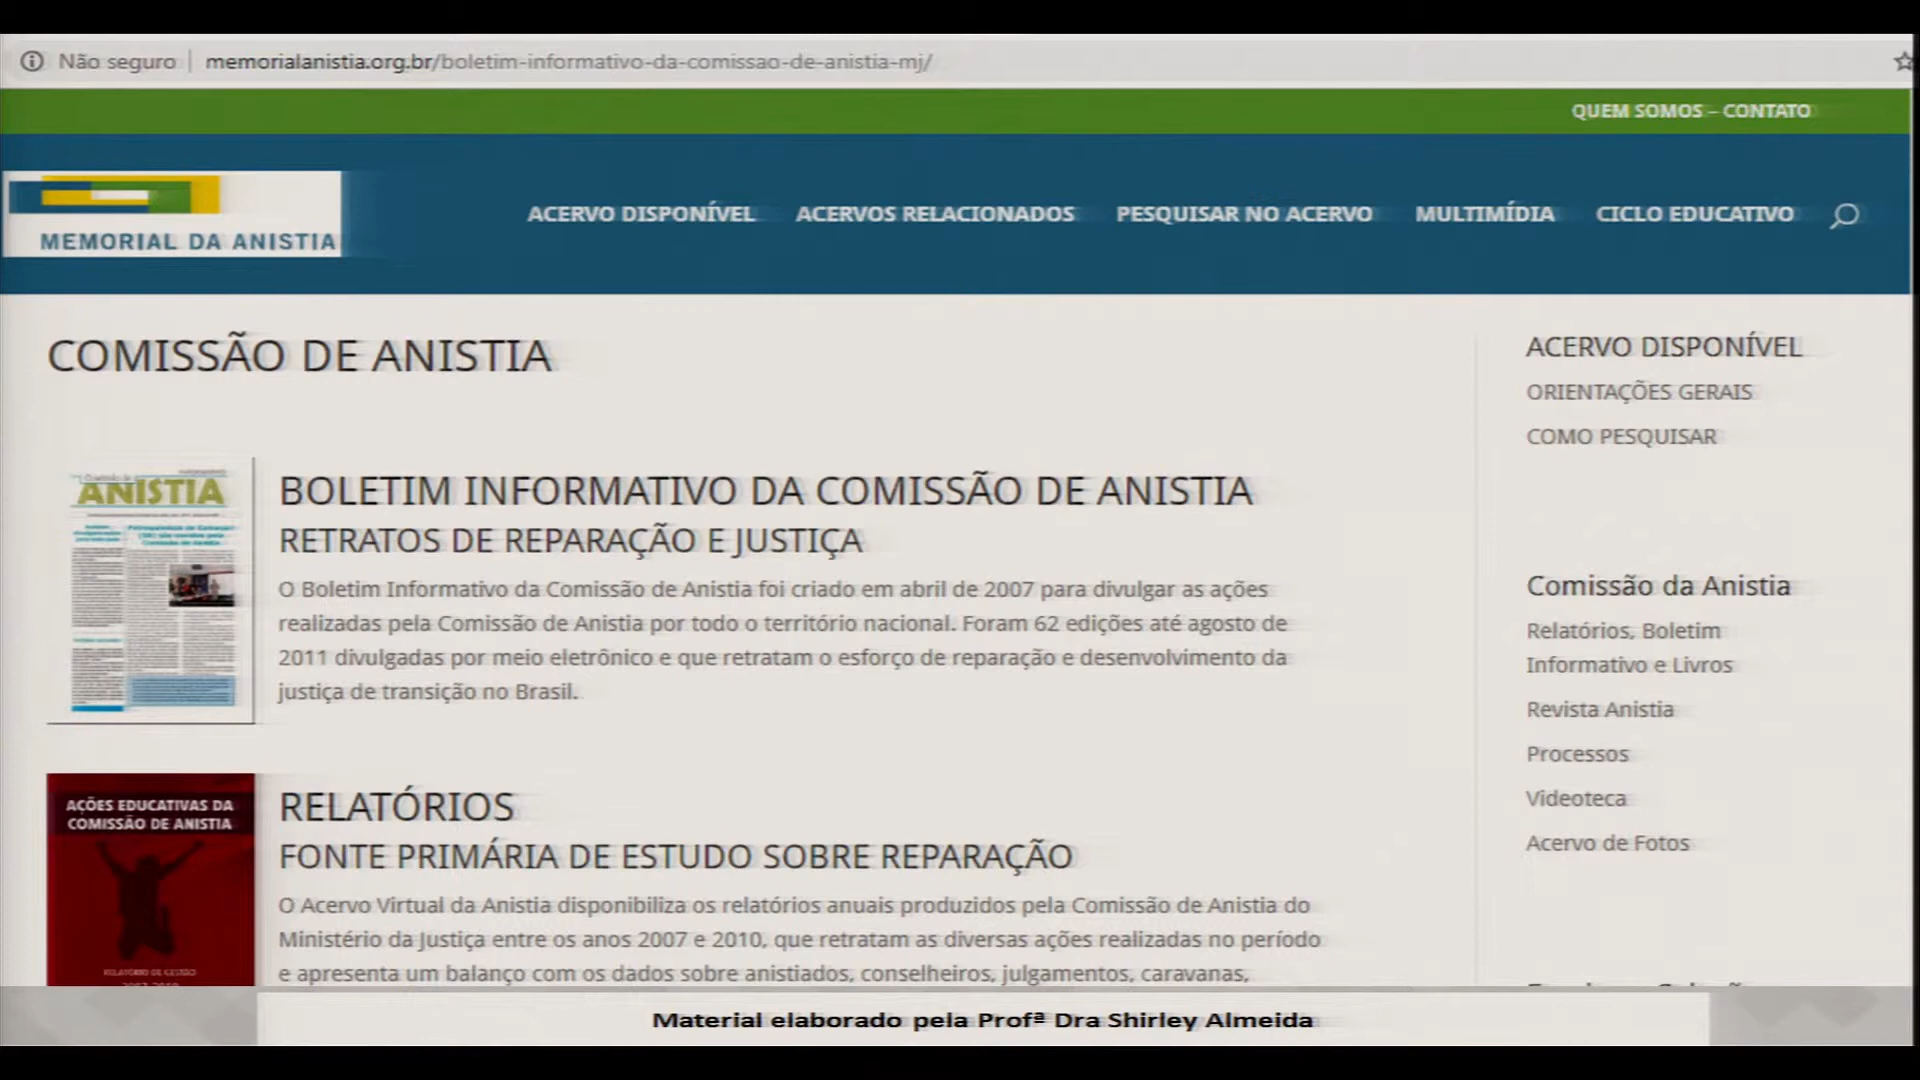 Não seguro | memorialanistia.org.br/boletim-informativo-da-comissao-de-anistia-mj/
QUEM SOMOS – CONTATO
MEMORIAL DA ANISTIA
ACERVO DISPONÍVEL ACERVOS RELACIONADOS PESQUISAR NO ACERVO MULTIMÍDIA CICLO EDUCATIVO
COMISSÃO DE ANISTIA
ANISTIA
BOLETIM INFORMATIVO DA COMISSÃO DE ANISTIA
RETRATOS DE REPARAÇÃO E JUSTIÇA
O Boletim Informativo da Comissão de Anistia foi criado em abril de 2007 para divulgar as ações
realizadas pela Comissão de Anistia por todo o território nacional. Foram 62 edições até agosto de
2011 divulgadas por meio eletrônico e que retratam o esforço de reparação e desenvolvimento da
justiça de transição no Brasil.
AÇÕES EDUCATIVAS DA
COMISSÃO DE ANISTIA
RELATÓRIO DE GESTÃO
RELATÓRIOS
FONTE PRIMÁRIA DE ESTUDO SOBRE REPARAÇÃO
O Acervo Virtual da Anistia disponibiliza os relatórios anuais produzidos pela Comissão de Anistia do
Ministério da Justiça entre os anos 2007 e 2010, que retratam as diversas ações realizadas no período
e apresenta um balanço com os dados sobre anistiados, conselheiros, julgamentos, caravanas,
ACERVO DISPONÍVEL
ORIENTAÇÕES GERAIS
COMO PESQUISAR
Comissão da Anistia
Relatórios, Boletim
Informativo e Livros
Revista Anistia
Processos
Videoteca
Acervo de Fotos
Material elaborado pela Profª Dra Shirley Almeida